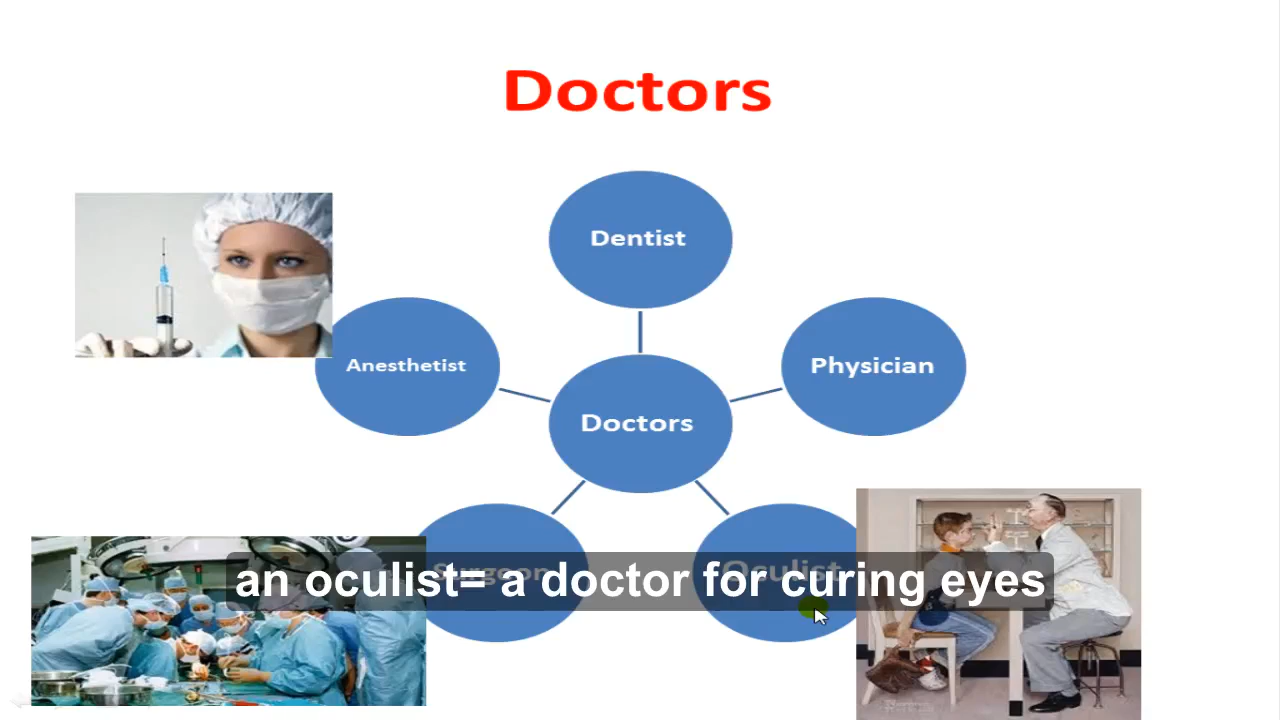 Doctors
Dentist
Anesthetist
Physician
Doctors
Surgeon
Oculist
an oculist= a doctor for curing eyes